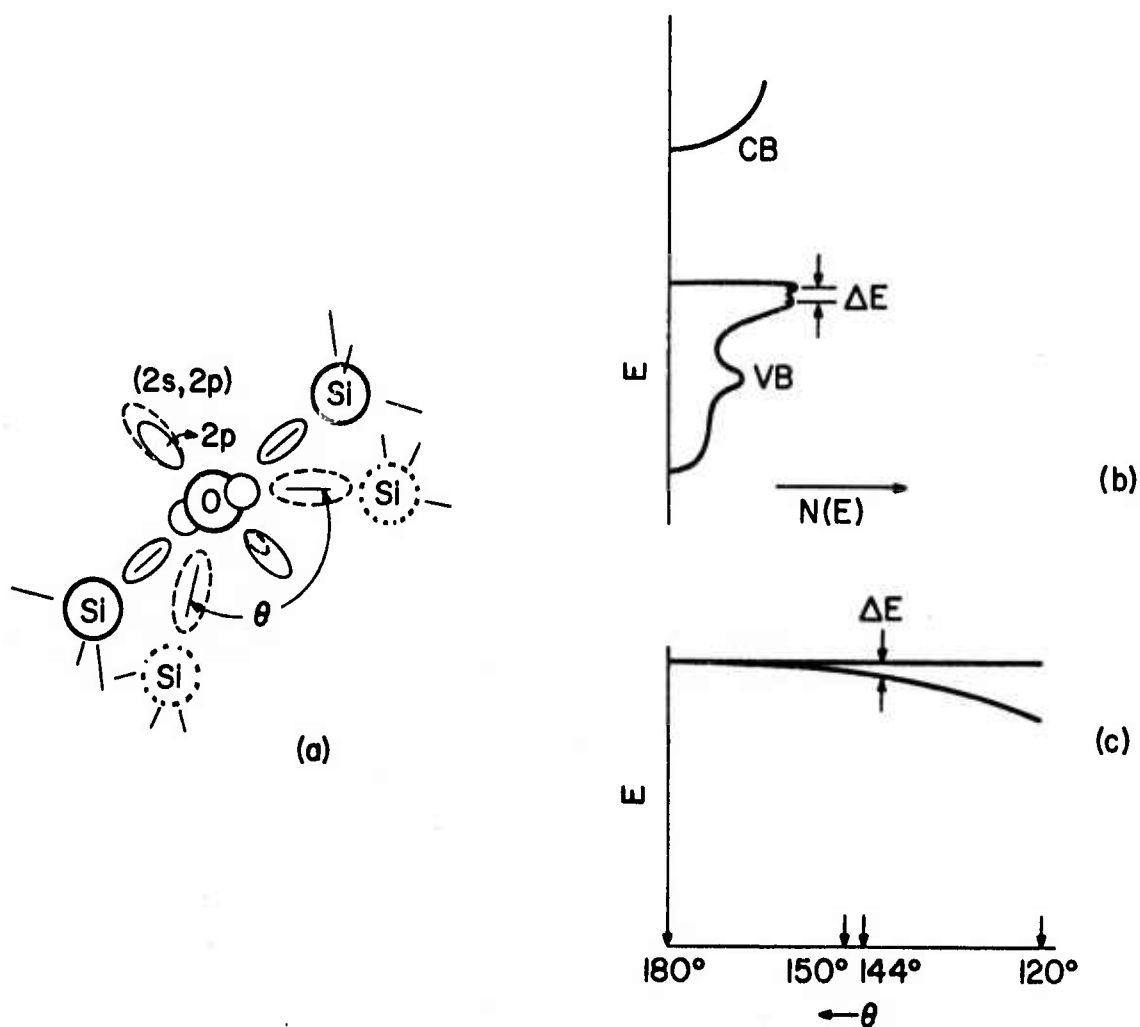 (2s, 2p)
2p
Si
O
Si
Si
θ
Si
(a)
CB
ΔE
E
VB
N(E)
(b)
ΔE
(c)
E
180° 150° 144° 120°
←θ